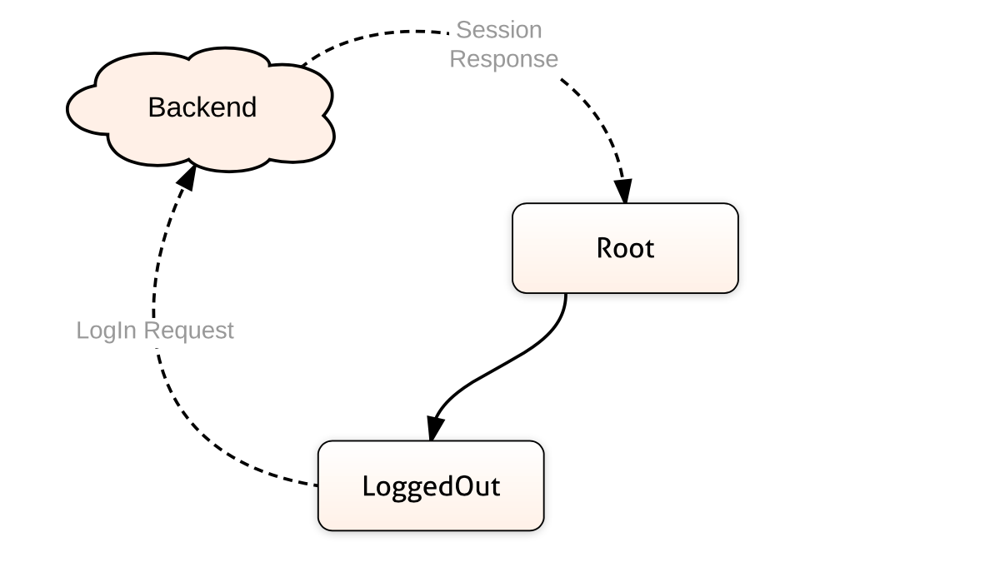 Session
Response
Backend
Root
LogIn Request
LoggedOut